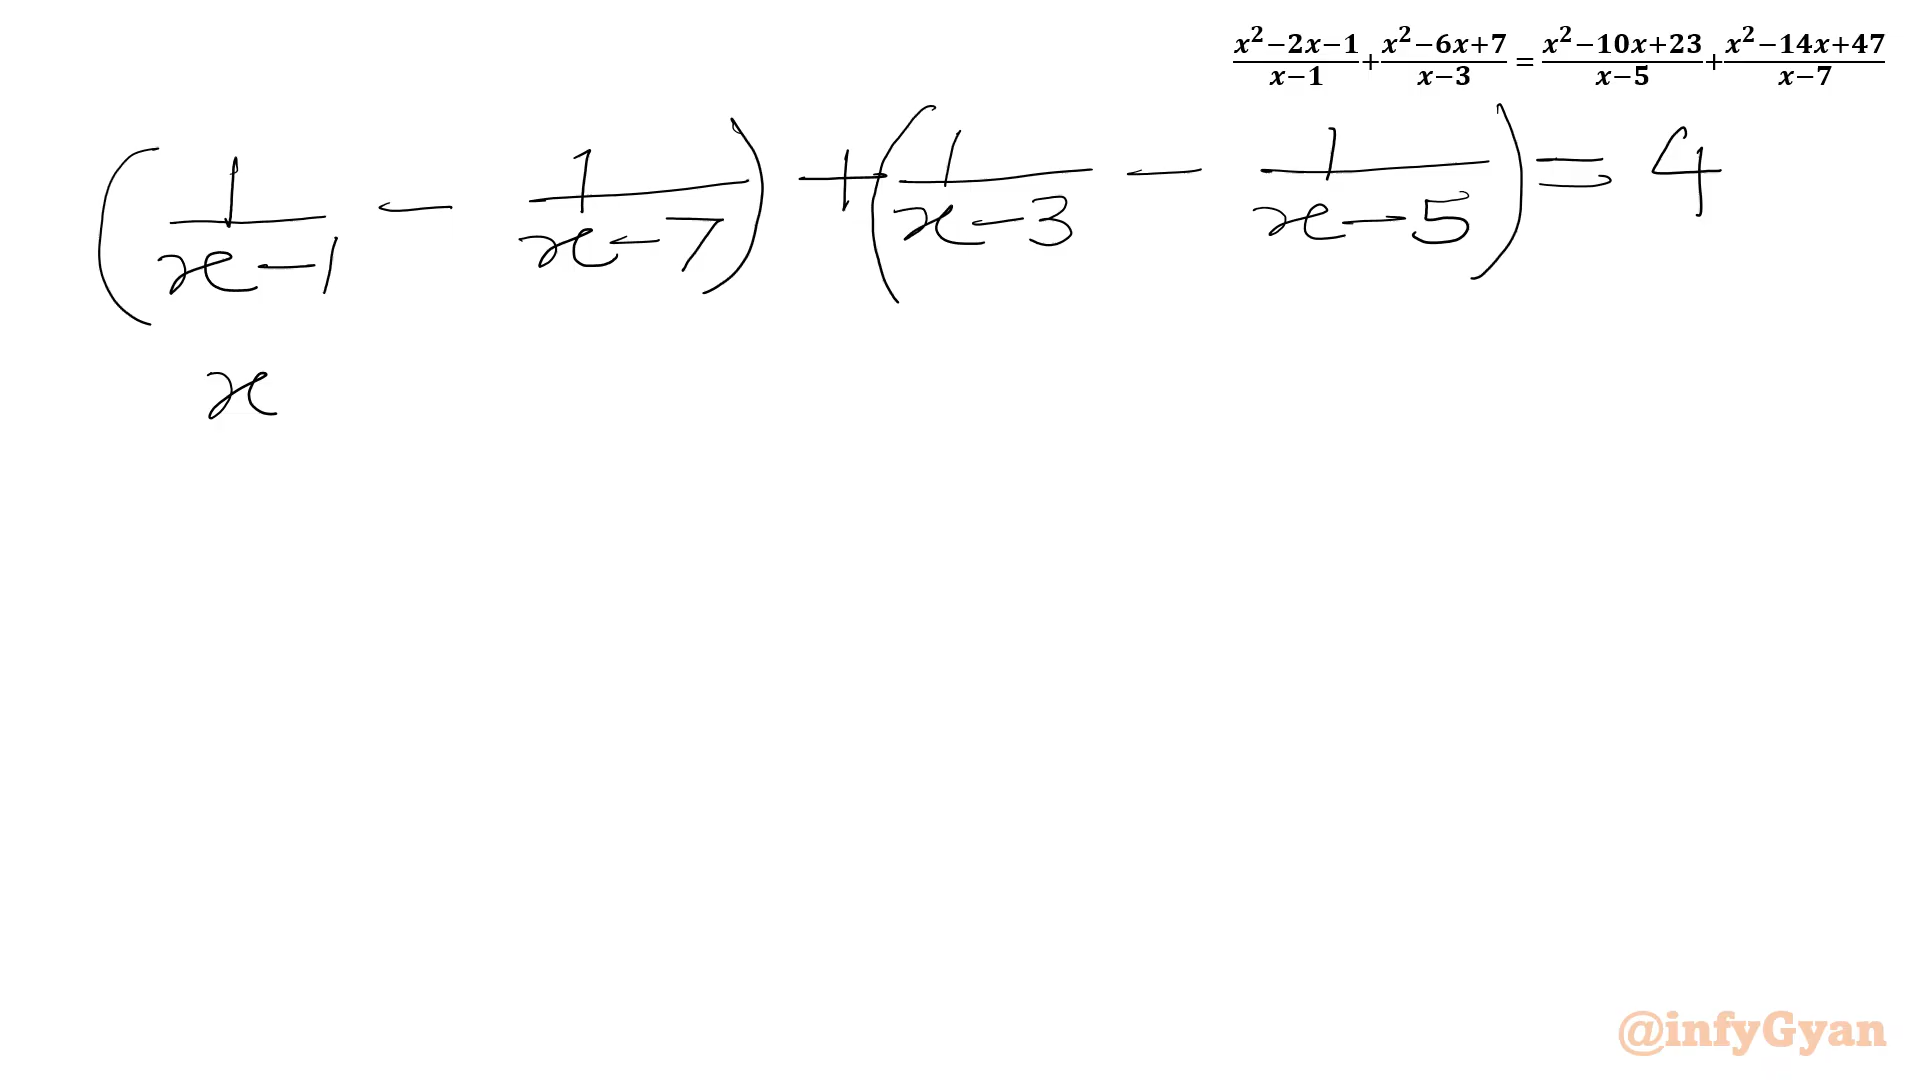 x²−2x−1/x−1 + x²−6x+7/x−3 = x²−10x+23/x−5 + x²−14x+47/x−7
(1/x−1 − 1/x−7) + (1/x−3 − 1/x−5) = 4
x
@infyGyan